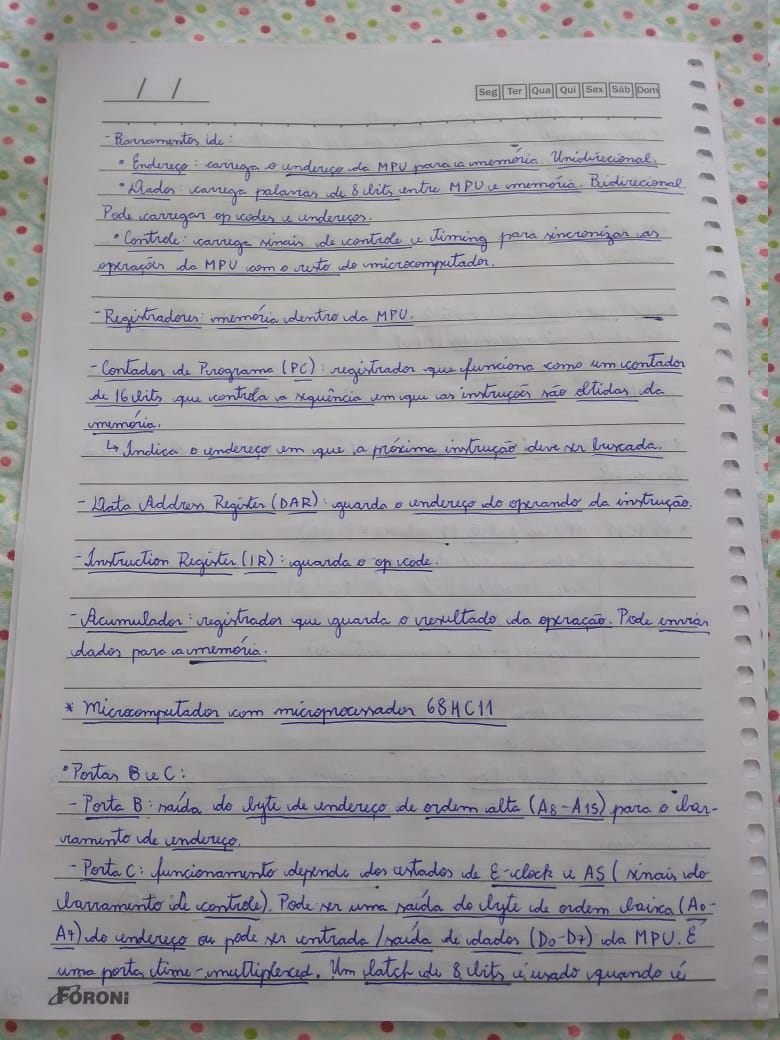 / /
Seg Ter Qua Qui Sex Sáb Dom
- Barramentos de:
• Endereço: carrega o endereço da MPU para a memória. Unidirecional.
• Dados: carrega palavras de 8 bits entre MPU e memória. Bidirecional.
Pode carregar op codes e endereços.
• Controle: carrega sinais de controle e timing para sincronizar as
operações da MPU com o resto do microcomputador.
- Registradores: memória dentro da MPU.
- Contador de Programa (PC): registrador que funciona como um contador
de 16 bits que controla a sequência em que as instruções são obtidas da
memória.
↳ Indica o endereço em que a próxima instrução deve ser buscada.
- Data Address Register (DAR): guarda o endereço do operando da instrução.
- Instruction Register (IR): guarda o op code.
- Acumulador: registrador que guarda o resultado da operação. Pode enviar
dados para a memória.
* Microcomputador com microprocessador 68HC11
• Portas B e C:
- Porta B: saída do byte de endereço de ordem alta (A8-A15) para o bar-
ramento de endereço.
- Porta C: funcionamento depende dos estados de E-clock e AS (sinais do
barramento de controle). Pode ser uma saída do byte de ordem baixa (A0-
A7) do endereço ou pode ser entrada/saída de dados (D0-D7) da MPU. É
uma porta time-multiplexed. Um latch de 8 bits é usado quando é
FORONI